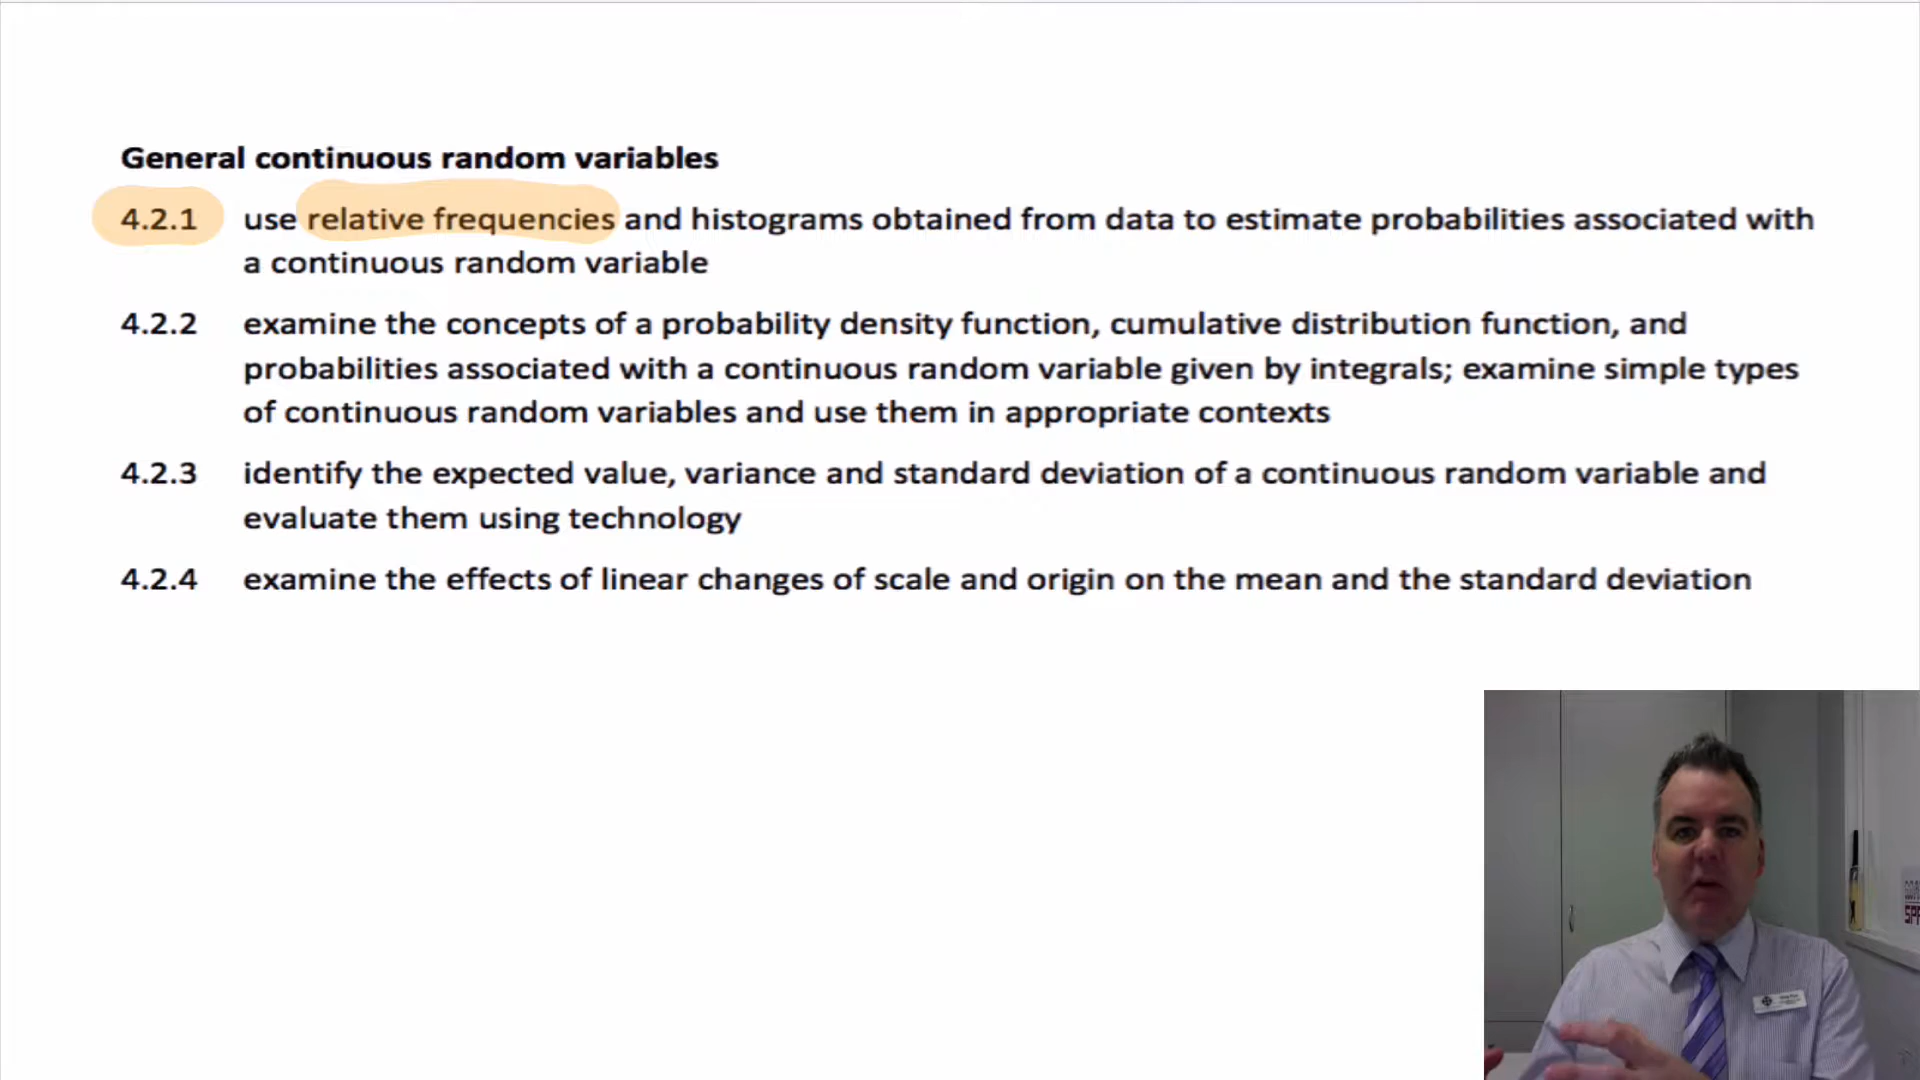 General continuous random variables
4.2.1 use relative frequencies and histograms obtained from data to estimate probabilities associated with
a continuous random variable
4.2.2 examine the concepts of a probability density function, cumulative distribution function, and
probabilities associated with a continuous random variable given by integrals; examine simple types
of continuous random variables and use them in appropriate contexts
4.2.3 identify the expected value, variance and standard deviation of a continuous random variable and
evaluate them using technology
4.2.4 examine the effects of linear changes of scale and origin on the mean and the standard deviation